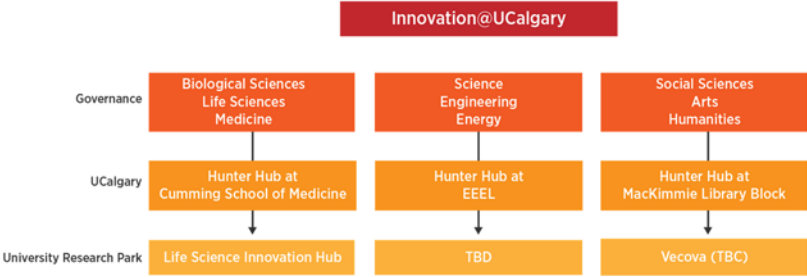 Innovation@UCalgary
Governance
Biological Sciences
Life Sciences
Medicine
Science
Engineering
Energy
Social Sciences
Arts
Humanities
UCalgary
Hunter Hub at
Cumming School of Medicine
Hunter Hub at
EEEL
Hunter Hub at
MacKimmie Library Block
University Research Park
Life Science Innovation Hub
TBD
Vecova (TBC)